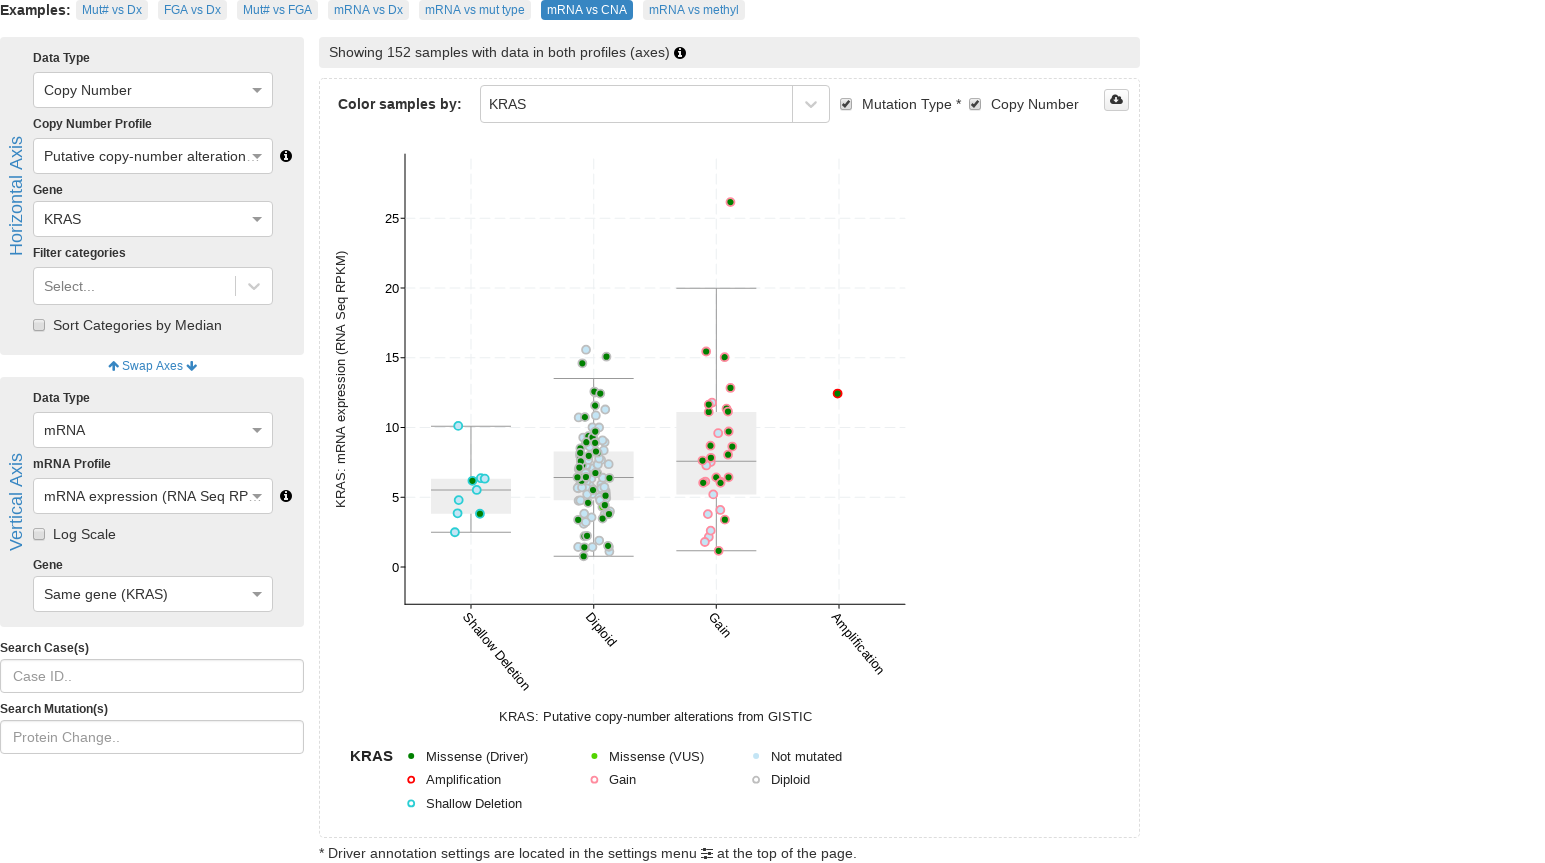 Examples: Mut# vs Dx FGA vs Dx Mut# vs FGA mRNA vs Dx mRNA vs mut type mRNA vs CNA mRNA vs methyl
Horizontal Axis
Data Type
Copy Number
Copy Number Profile
Putative copy-number alteration…
Gene
KRAS
Filter categories
Select...
Sort Categories by Median
Swap Axes
Vertical Axis
Data Type
mRNA
mRNA Profile
mRNA expression (RNA Seq RP…
Log Scale
Gene
Same gene (KRAS)
Search Case(s)
Case ID..
Search Mutation(s)
Protein Change..
Showing 152 samples with data in both profiles (axes)
Color samples by: KRAS Mutation Type * Copy Number
KRAS: mRNA expression (RNA Seq RPKM)
25
20
15
10
5
0
Shallow Deletion
Diploid
Gain
Amplification
KRAS: Putative copy-number alterations from GISTIC
KRAS Missense (Driver) Missense (VUS) Not mutated
Amplification Gain Diploid
Shallow Deletion
* Driver annotation settings are located in the settings menu at the top of the page.